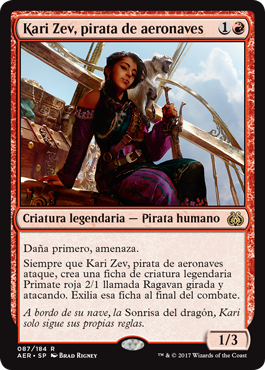 Kari Zev, pirata de aeronaves 1
Criatura legendaria — Pirata humano
Daña primero, amenaza.
Siempre que Kari Zev, pirata de aeronaves
ataque, crea una ficha de criatura legendaria
Primate roja 2/1 llamada Ragavan girada y
atacando. Exilia esa ficha al final del combate.
A bordo de su nave, la Sonrisa del dragón, Kari
solo sigue sus propias reglas.
1/3
087/184 R
AER • SP Brad Rigney
™ & © 2017 Wizards of the Coast